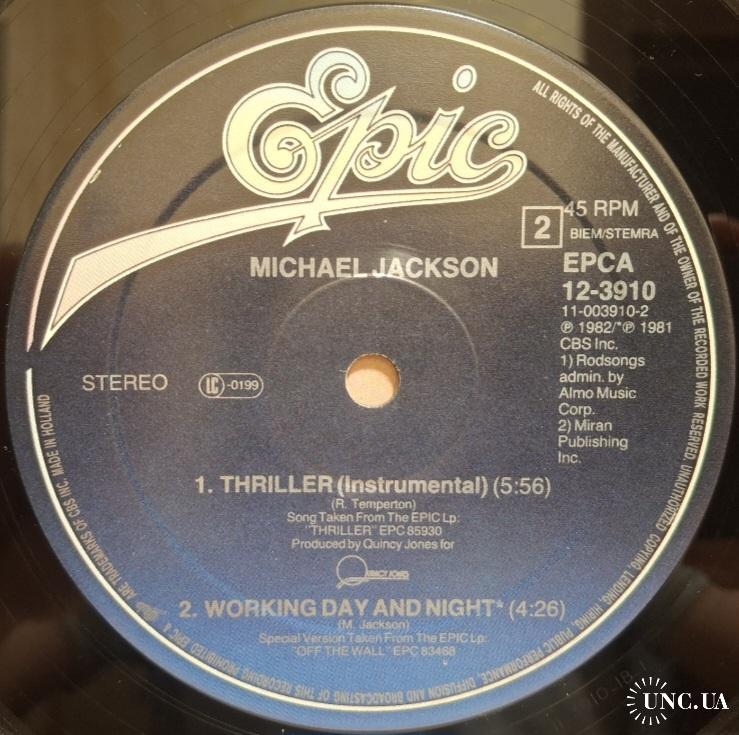 Epic
ALL RIGHTS OF THE MANUFACTURER AND OF THE OWNER OF THE RECORDED WORK RESERVED. UNAUTHORIZED COPYING, LENDING, HIRING, PUBLIC PERFORMANCE, DIFFUSION AND BROADCASTING OF THIS RECORDING PROHIBITED EPIC & Epic ARE TRADEMARKS OF CBS INC. MADE IN HOLLAND
2
45 RPM
BIEM/STEMRA
MICHAEL JACKSON
EPCA
12-3910
11-003910-2
℗ 1982/*℗ 1981
CBS Inc.
1) Rodsongs
admin. by
Almo Music
Corp.
2) Miran
Publishing
Inc.
STEREO
LC-0199
1. THRILLER (Instrumental) (5:56)
(R. Temperton)
Song Taken From The EPIC Lp:
"THRILLER" EPC 85930
Produced by Quincy Jones for
QUINCY JONES
2. WORKING DAY AND NIGHT* (4:26)
(M. Jackson)
Special Version Taken From The EPIC Lp:
"OFF THE WALL" EPC 83468
UNC.UA